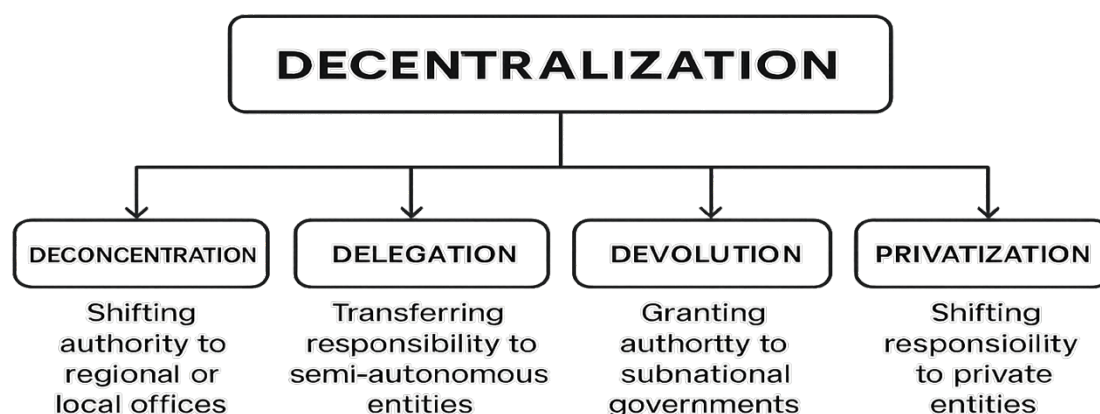 DECENTRALIZATION
DECONCENTRATION
Shifting
authority to
regional or
local offices
DELEGATION
Transferring
responsibility to
semi-autonomous
entities
DEVOLUTION
Granting
authortty to
subnational
governments
PRIVATIZATION
Shifting
responsioility
to private
entities